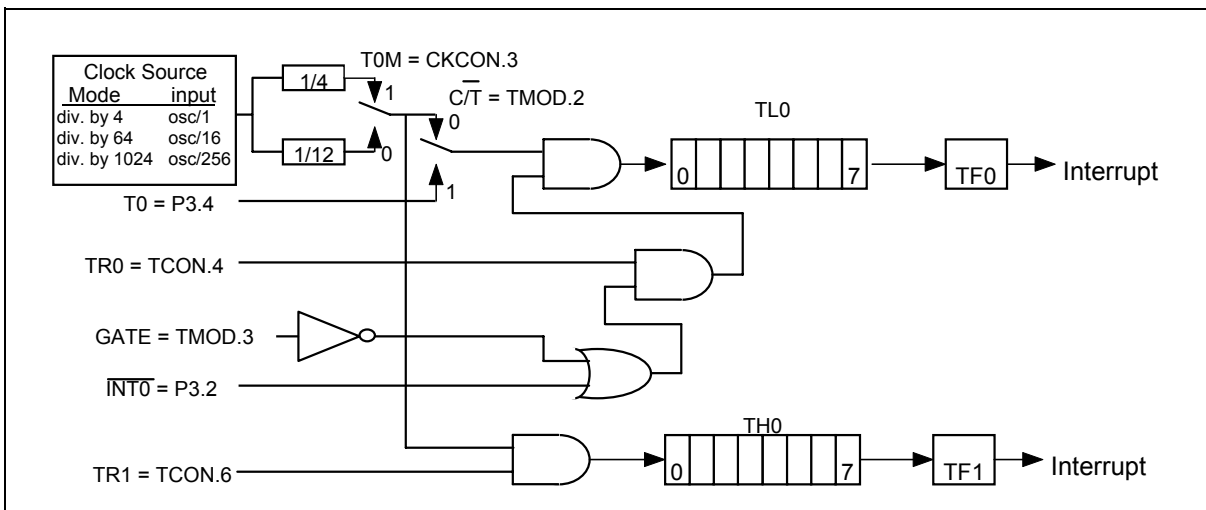 Clock Source
Mode input
div. by 4 osc/1
div. by 64 osc/16
div. by 1024 osc/256
1/4
1/12
T0M = CKCON.3
1
0
C/T̅ = TMOD.2
0
1
T0 = P3.4
TL0
0 7
TF0
Interrupt
TR0 = TCON.4
GATE = TMOD.3
I̅N̅T̅0̅ = P3.2
TR1 = TCON.6
TH0
0 7
TF1
Interrupt